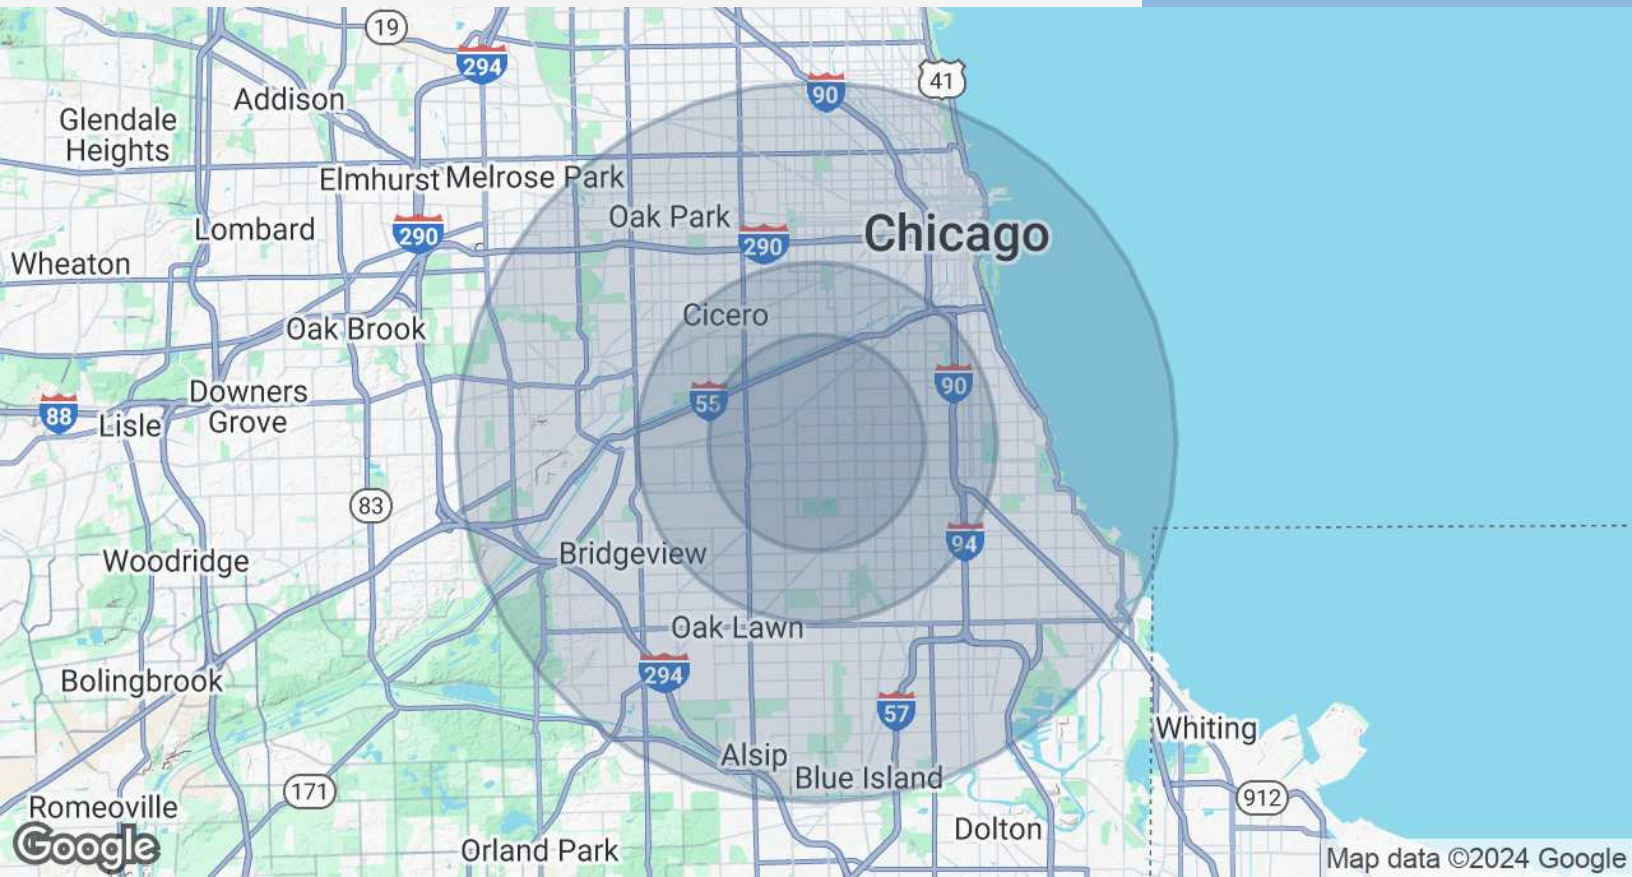 19
294
41
90
Addison
Glendale
Heights
Elmhurst
Melrose Park
Oak Park
Lombard
290
290
Chicago
Wheaton
Cicero
Oak Brook
Downers
Grove
90
55
88
Lisle
83
94
Bridgeview
Woodridge
Oak Lawn
294
Bolingbrook
57
Whiting
Alsip
Blue Island
171
912
Romeoville
Dolton
Google
Orland Park
Map data ©2024 Google